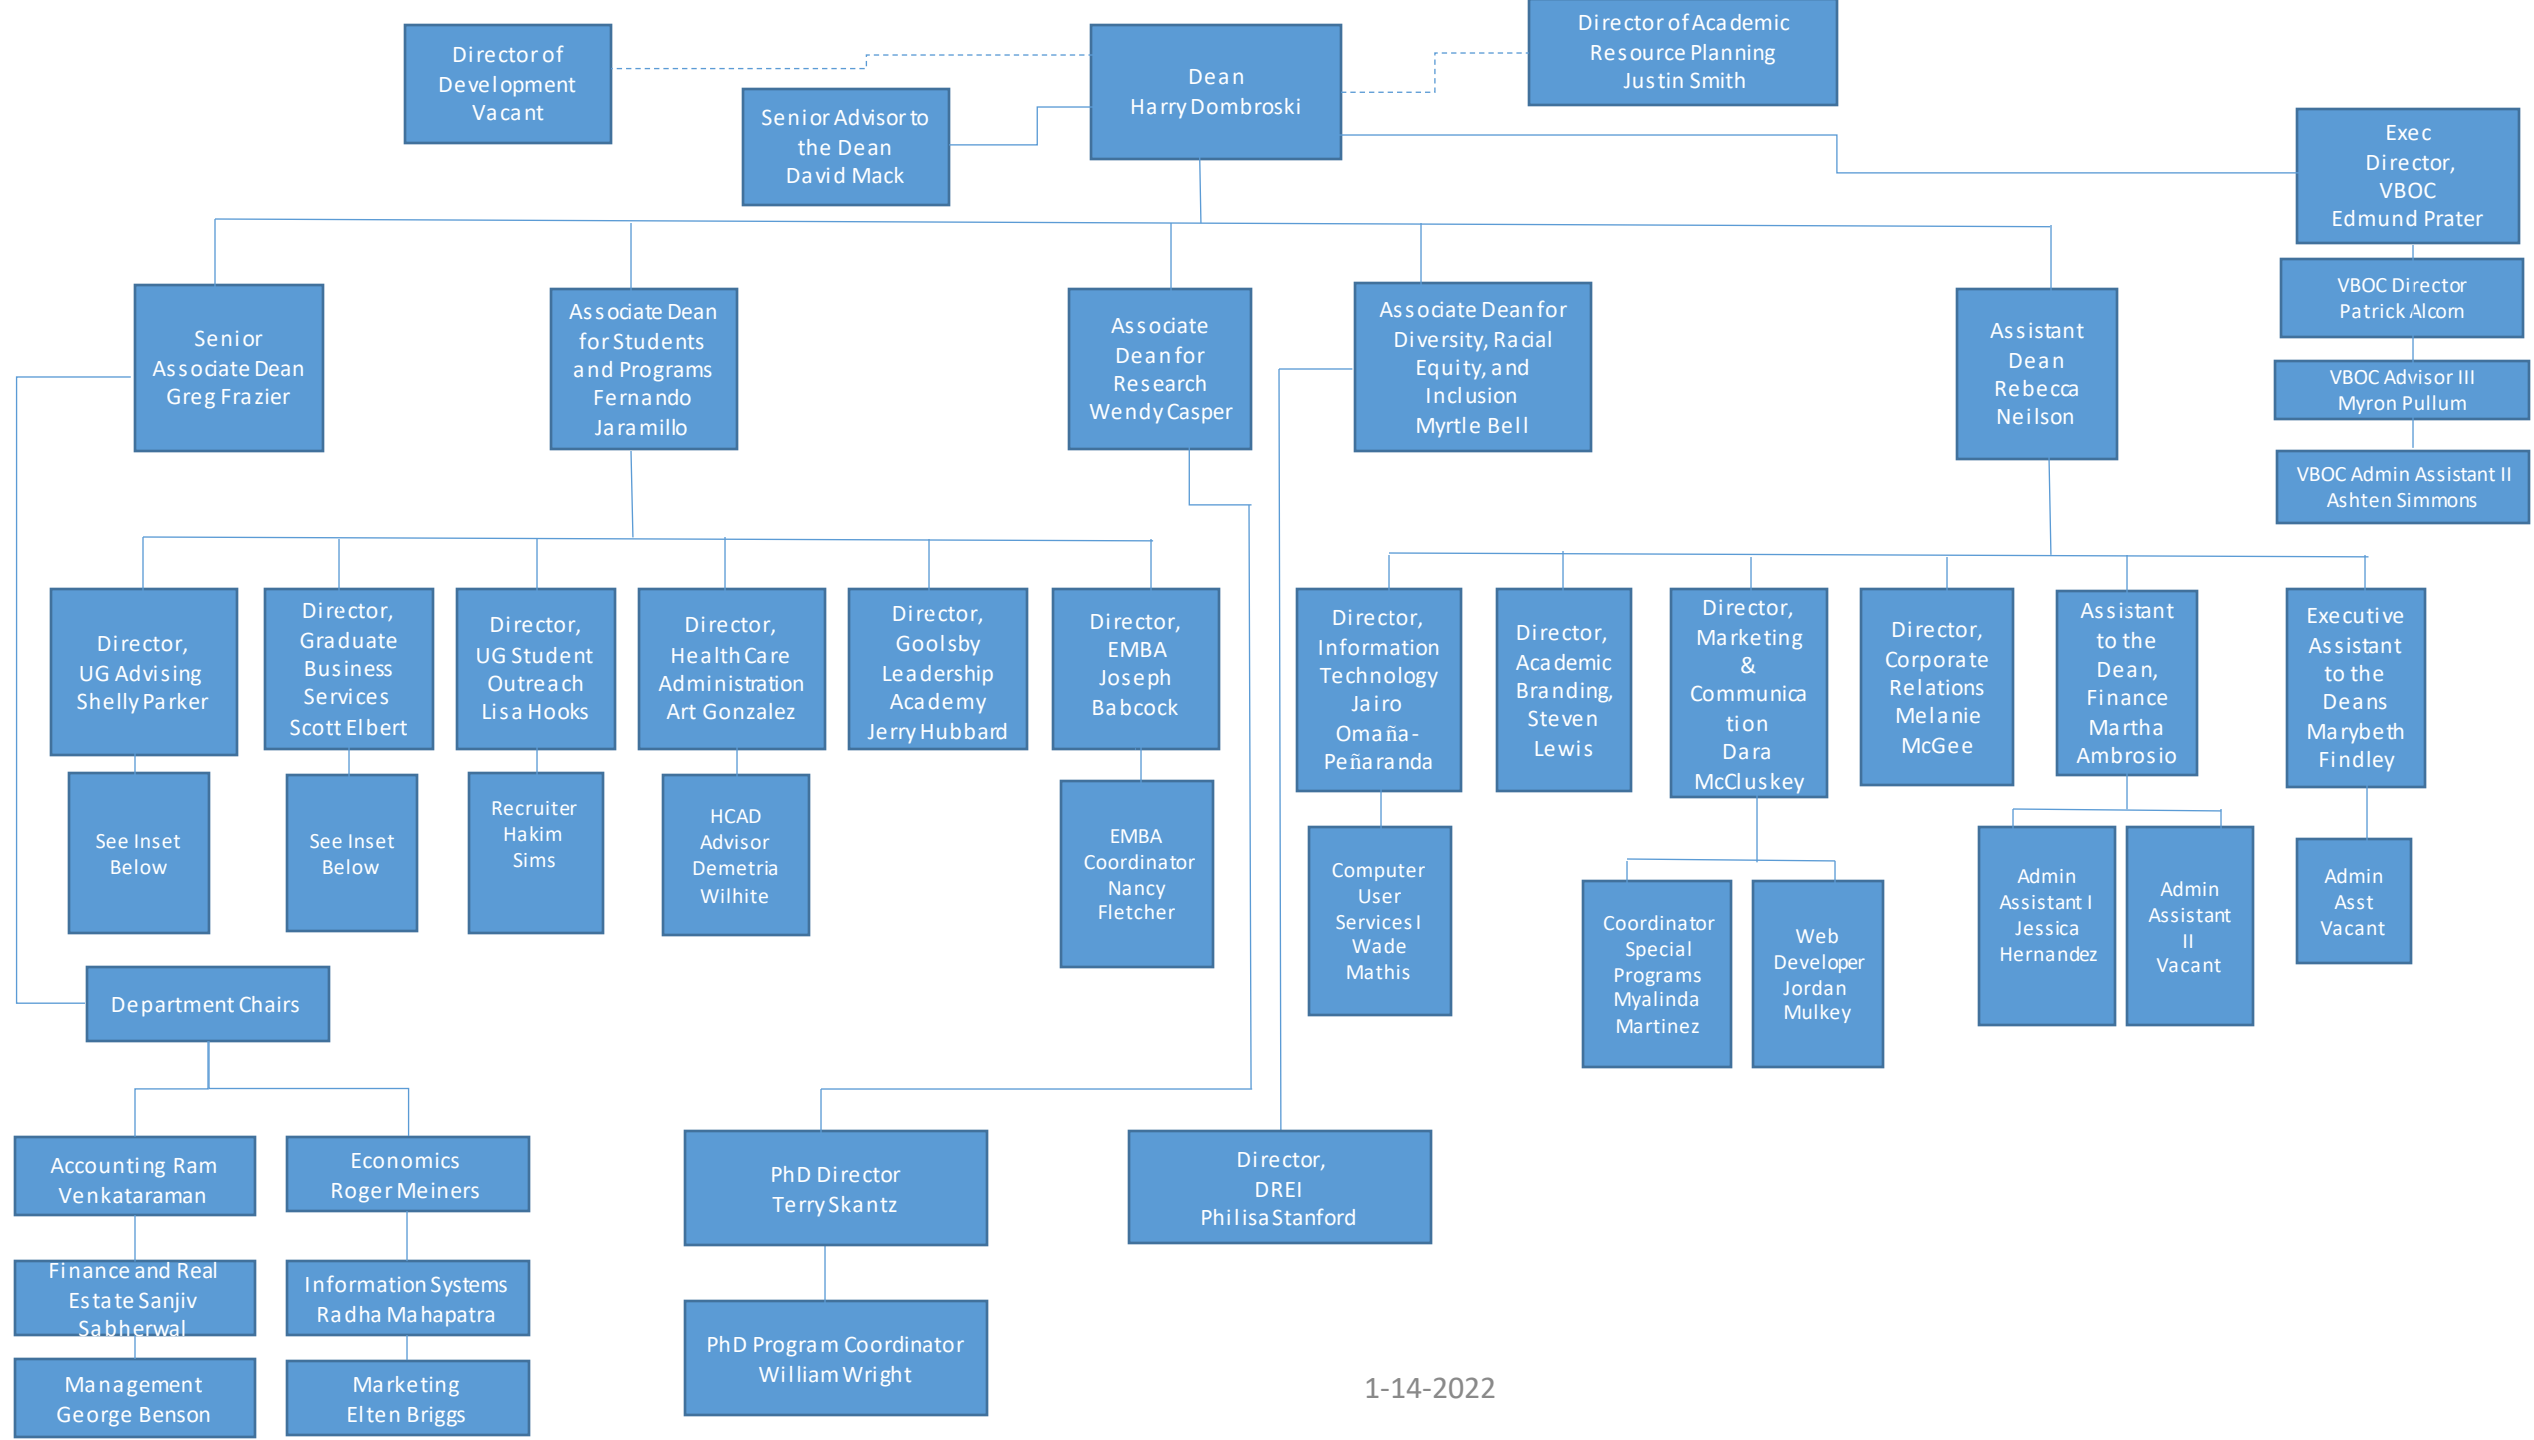 Director of
Development
Vacant
Senior Advisor to
the Dean
David Mack
Dean
Harry Dombroski
Director of Academic
Resource Planning
Justin Smith
Exec
Director,
VBOC
Edmund Prater
VBOC Director
Patrick Alcorn
VBOC Advisor III
Myron Pullum
VBOC Admin Assistant II
Ashten Simmons
Senior
Associate Dean
Greg Frazier
Associate Dean
for Students
and Programs
Fernando
Jaramillo
Associate
Dean for
Research
Wendy Casper
Associate Dean for
Diversity, Racial
Equity, and
Inclusion
Myrtle Bell
Assistant
Dean
Rebecca
Neilson
Director,
UG Advising
Shelly Parker
Director,
Graduate
Business
Services
Scott Elbert
Director,
UG Student
Outreach
Lisa Hooks
Director,
Health Care
Administration
Art Gonzalez
Director,
Goolsby
Leadership
Academy
Jerry Hubbard
Director,
EMBA
Joseph
Babcock
Director,
Information
Technology
Jairo
Omaña-
Peñaranda
Director,
Academic
Branding,
Steven
Lewis
Director,
Marketing
&
Communica
tion
Dara
McCluskey
Director,
Corporate
Relations
Melanie
McGee
Assistant
to the
Dean,
Finance
Martha
Ambrosio
Executive
Assistant
to the
Deans
Marybeth
Findley
See Inset
Below
See Inset
Below
Recruiter
Hakim
Sims
HCAD
Advisor
Demetria
Wilhite
EMBA
Coordinator
Nancy
Fletcher
Computer
User
Services I
Wade
Mathis
Coordinator
Special
Programs
Myalinda
Martinez
Web
Developer
Jordan
Mulkey
Admin
Assistant I
Jessica
Hernandez
Admin
Assistant
II
Vacant
Admin
Asst
Vacant
Department Chairs
Accounting Ram
Venkataraman
Economics
Roger Meiners
Finance and Real
Estate Sanjiv
Sabherwal
Information Systems
Radha Mahapatra
Management
George Benson
Marketing
Elten Briggs
PhD Director
Terry Skantz
PhD Program Coordinator
William Wright
Director,
DREI
Philisa Stanford
1-14-2022